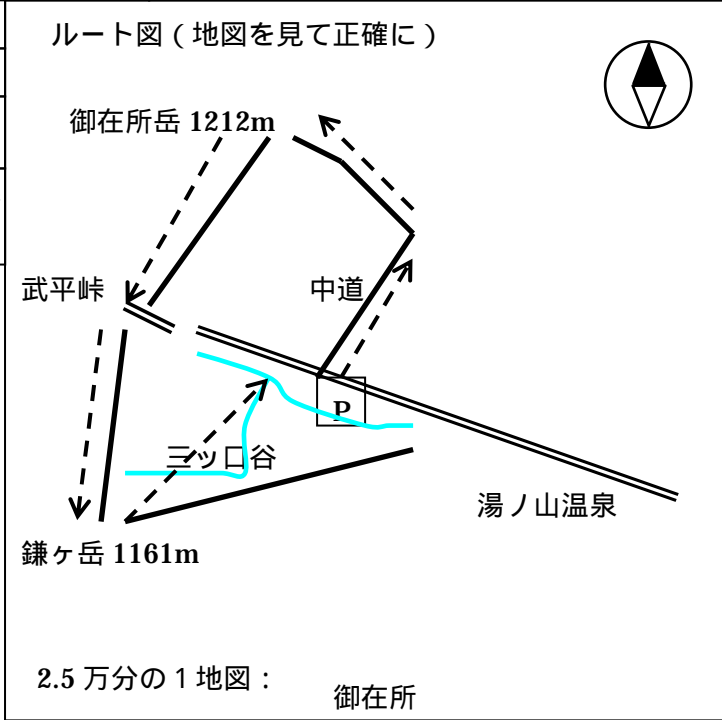 ルート図（地図を見て正確に）
御在所岳 1212m
武平峠
中道
P
三ッ口谷
湯ノ山温泉
鎌ヶ岳 1161m
2.5 万分の１地図：
御在所